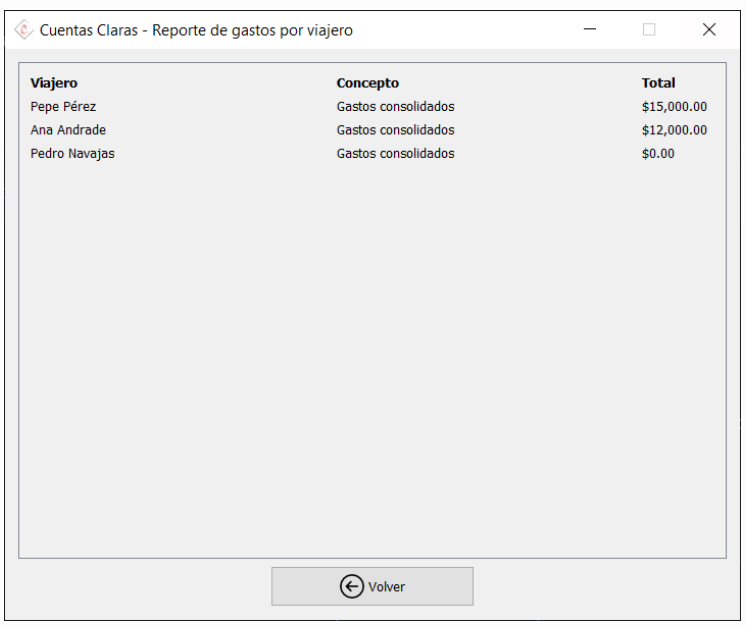 Cuentas Claras - Reporte de gastos por viajero
Viajero Concepto Total
Pepe Pérez Gastos consolidados $15,000.00
Ana Andrade Gastos consolidados $12,000.00
Pedro Navajas Gastos consolidados $0.00
Volver